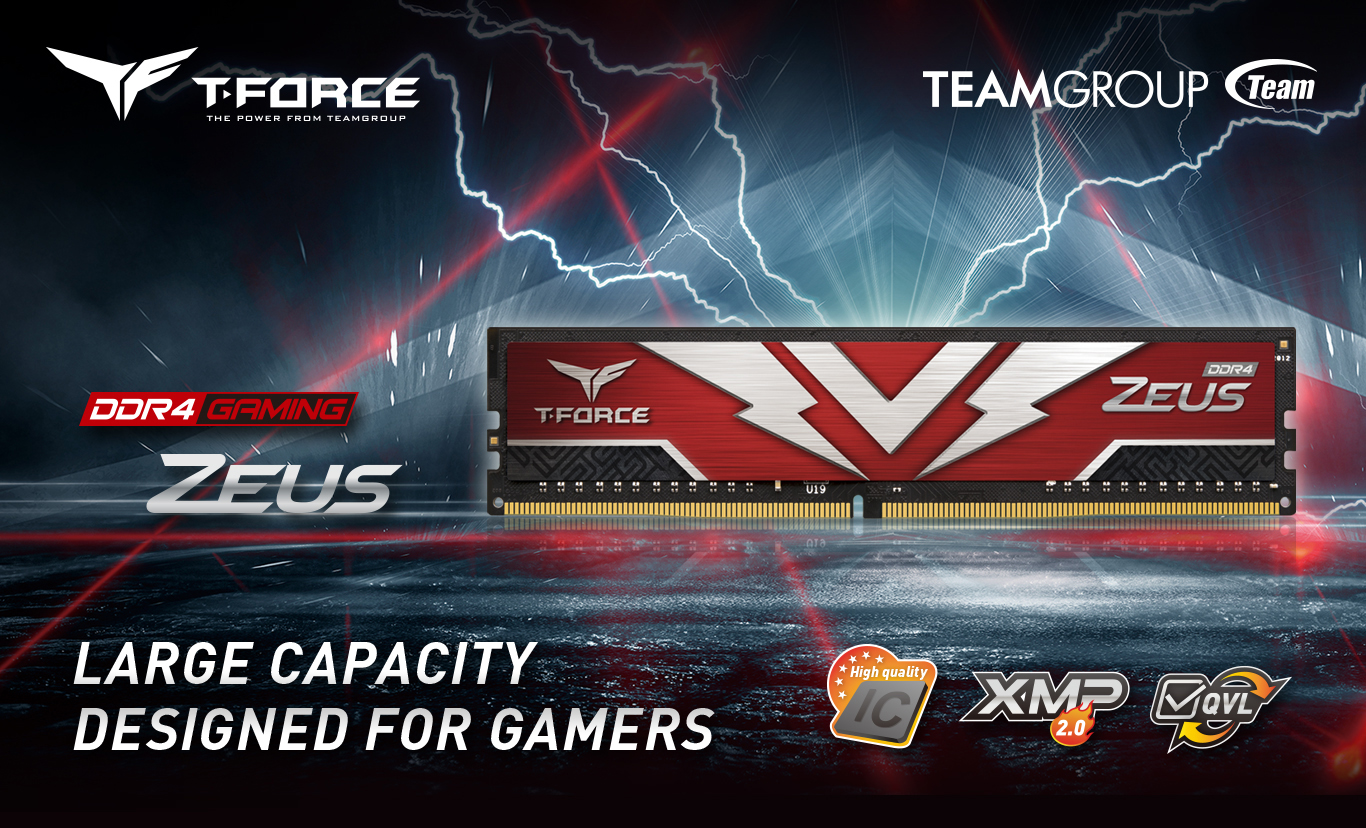 T-FORCE
THE POWER FROM TEAMGROUP
TEAMGROUP Team
T-FORCE
DDR4
ZEUS
2012
U19
DDR4 GAMING
ZEUS
LARGE CAPACITY
DESIGNED FOR GAMERS
High quality
IC
XMP
2.0
QVL